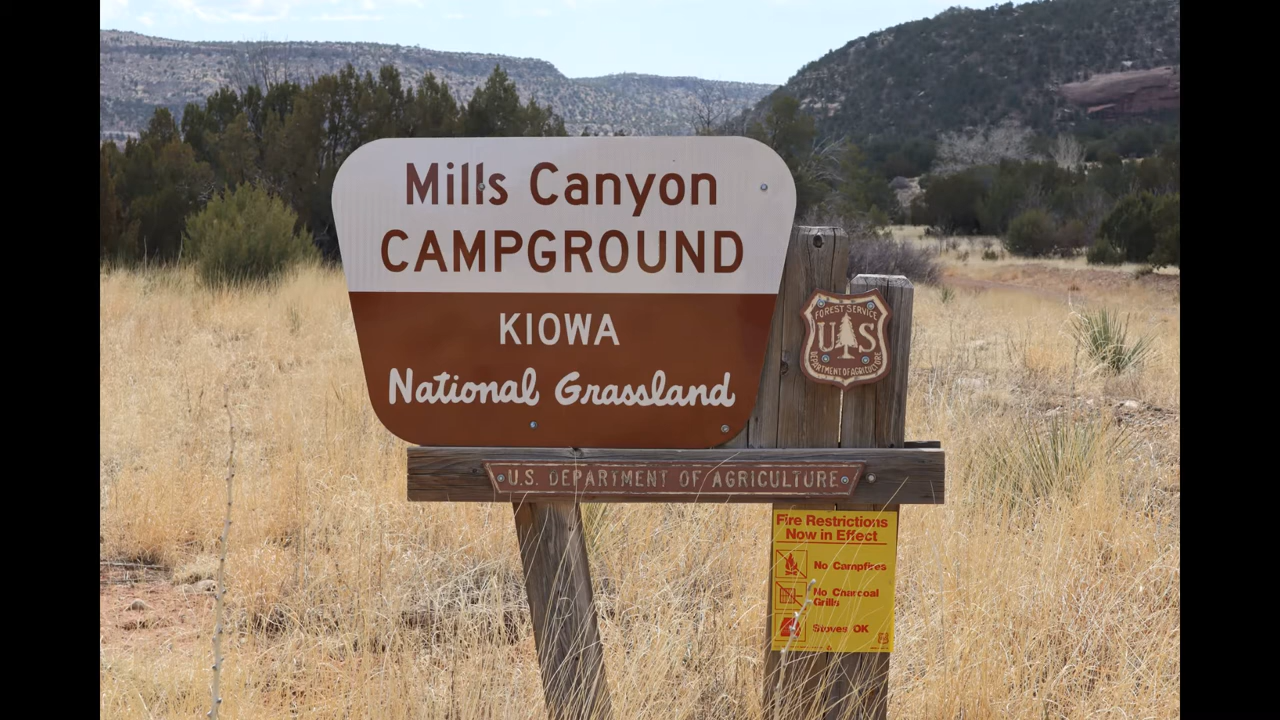 Mills Canyon
CAMPGROUND
KIOWA
National Grassland
FOREST SERVICE
U S
DEPARTMENT OF AGRICULTURE
U.S. DEPARTMENT OF AGRICULTURE
Fire Restrictions
Now in Effect
No Campfires
No Charcoal
Grills
Stoves OK